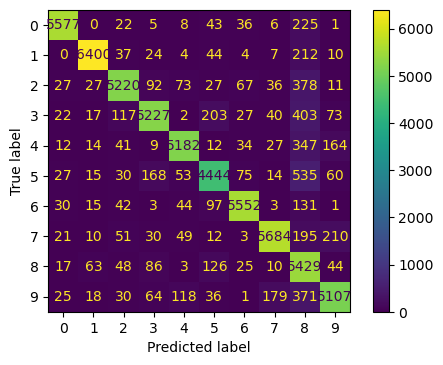 True label
0 5577 0 22 5 8 43 36 6 225 1
1 0 6400 37 24 4 44 4 7 212 10
2 27 27 5220 92 73 27 67 36 378 11
3 22 17 117 5227 2 203 27 40 403 73
4 12 14 41 9 5182 12 34 27 347 164
5 27 15 30 168 53 4444 75 14 535 60
6 30 15 42 3 44 97 5552 3 131 1
7 21 10 51 30 49 12 3 5684 195 210
8 17 63 48 86 3 126 25 10 5429 44
9 25 18 30 64 118 36 1 179 371 5107
0 1 2 3 4 5 6 7 8 9
Predicted label
6000
5000
4000
3000
2000
1000
0